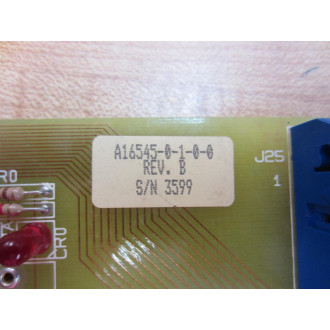 A16545-0-1-0-0
REV. B
S/N 3599
J25
1
CR0